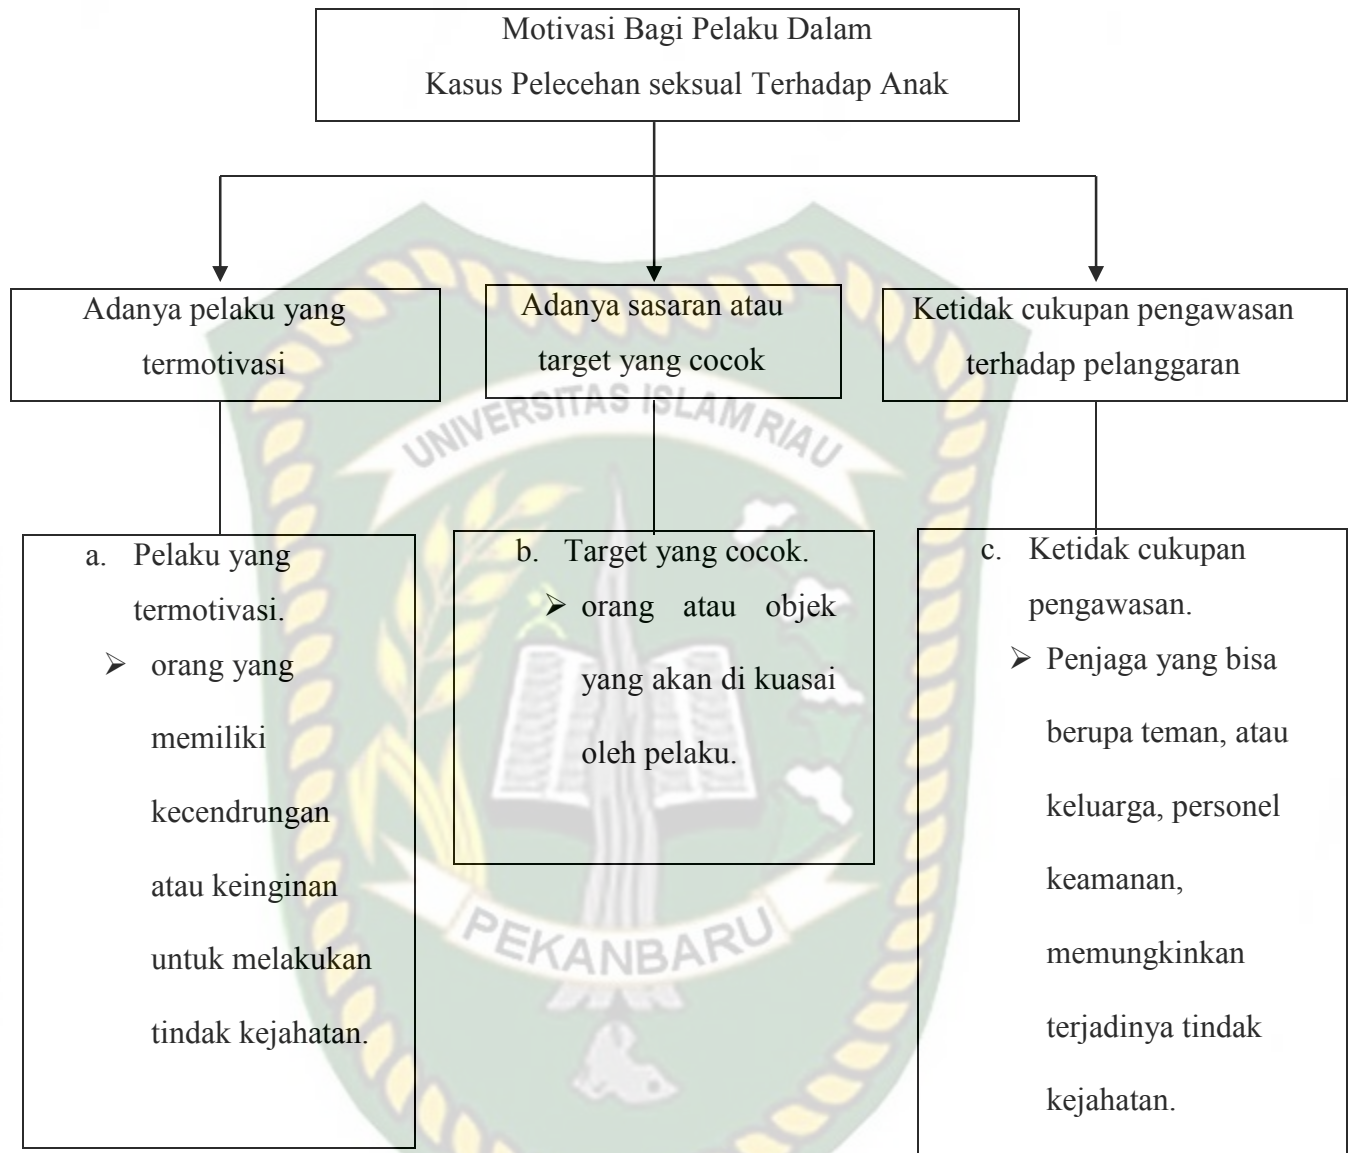 Motivasi Bagi Pelaku Dalam
Kasus Pelecehan seksual Terhadap Anak
Adanya pelaku yang
termotivasi
Adanya sasaran atau
target yang cocok
Ketidak cukupan pengawasan
terhadap pelanggaran
UNIVERSITAS ISLAM RIAU
a. Pelaku yang
termotivasi.
➢ orang yang
memiliki
kecendrungan
atau keinginan
untuk melakukan
tindak kejahatan.
b. Target yang cocok.
➢ orang atau objek
yang akan di kuasai
oleh pelaku.
c. Ketidak cukupan
pengawasan.
➢ Penjaga yang bisa
berupa teman, atau
keluarga, personel
keamanan,
memungkinkan
terjadinya tindak
kejahatan.
PEKANBARU